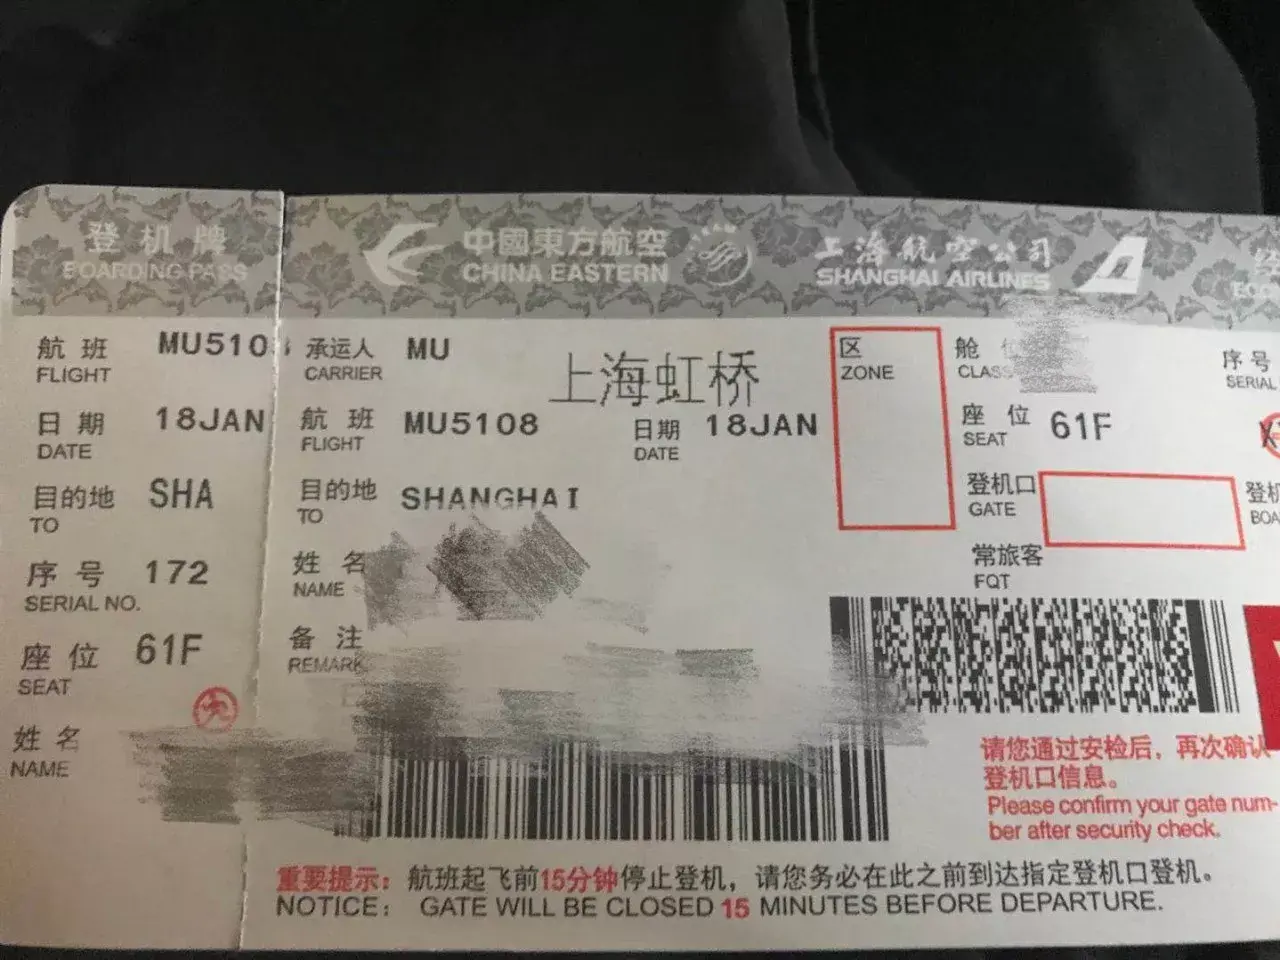 登机牌
BOARDING PASS
航班 MU510
FLIGHT
日期 18JAN
DATE
目的地 SHA
TO
序号 172
SERIAL NO.
座位 61F
SEAT
姓名
NAME
中國東方航空
CHINA EASTERN
上海航空公司
SHANGHAI AIRLINES
承运人 MU
CARRIER
上海虹桥
航班 MU5108
FLIGHT
日期 18JAN
DATE
目的地 SHANGHAI
TO
姓名
NAME
备注
REMARK
区
ZONE
舱
CLASS
座位 61F
SEAT
登机口
GATE
常旅客
FQT
序号
SERIAL
登机
请您通过安检后，再次确认
登机口信息。
Please confirm your gate num-
ber after security check.
重要提示：航班起飞前15分钟停止登机，请您务必在此之前到达指定登机口登机。
NOTICE： GATE WILL BE CLOSED 15 MINUTES BEFORE DEPARTURE.